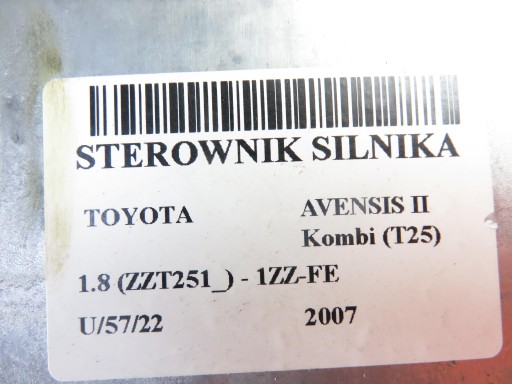 STEROWNIK SILNIKA
TOYOTA AVENSIS II
Kombi (T25)
1.8 (ZZT251_) - 1ZZ-FE
U/57/22 2007